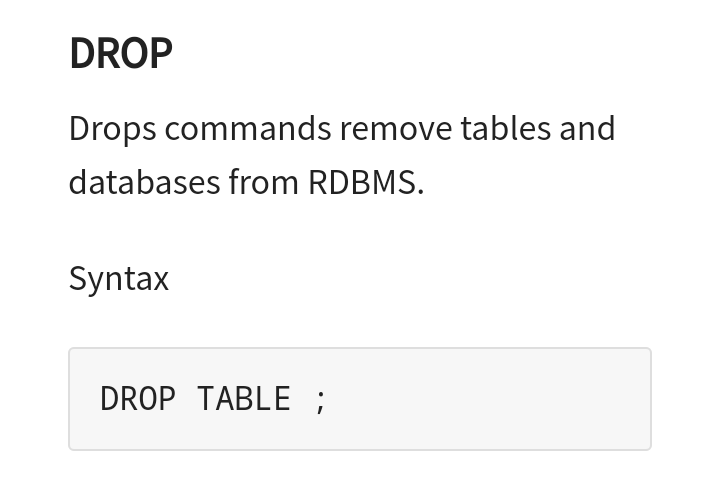 DROP
Drops commands remove tables and
databases from RDBMS.
Syntax
DROP TABLE ;